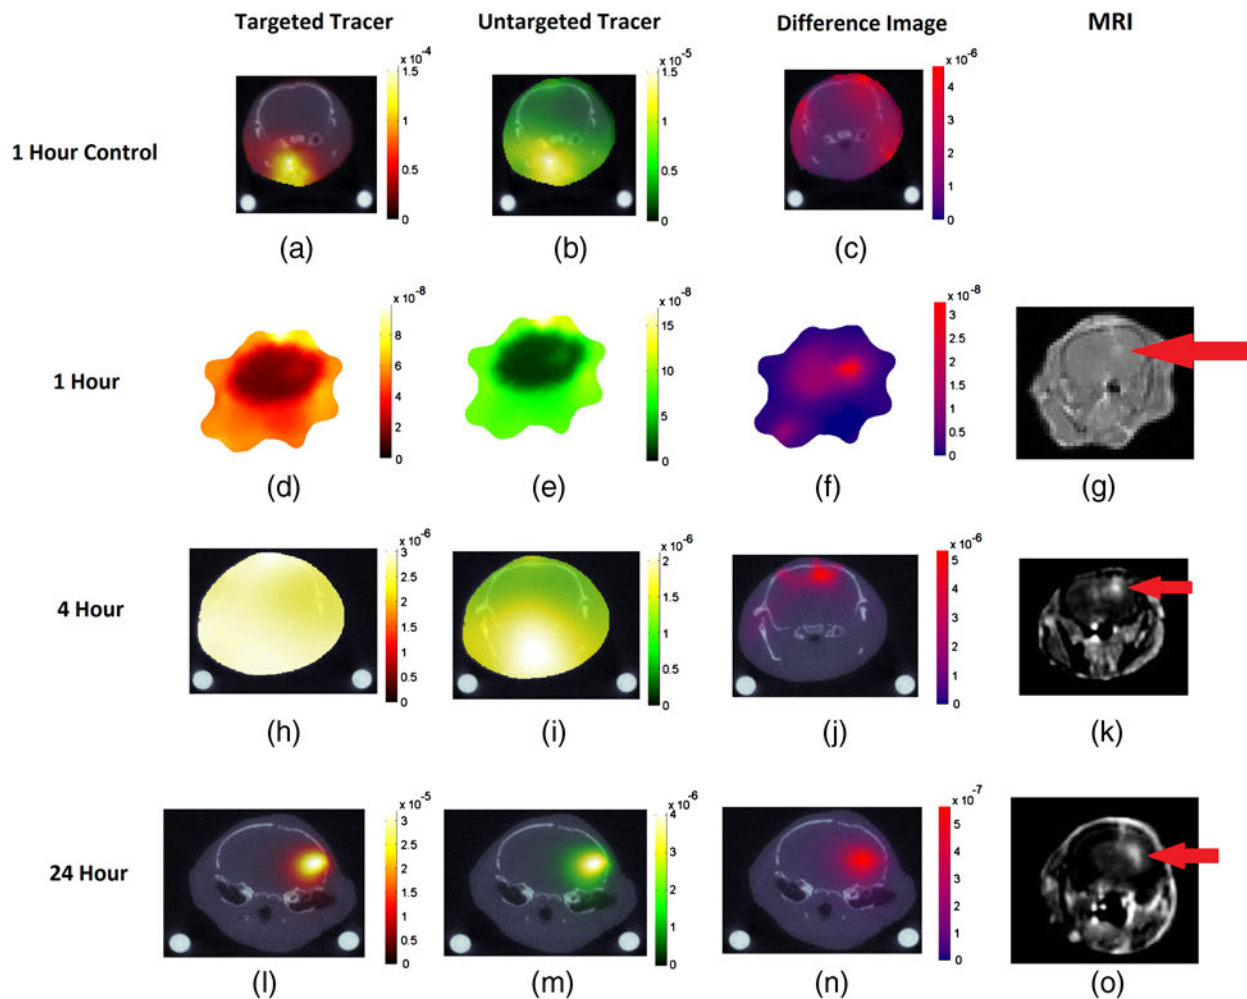 Targeted Tracer Untargeted Tracer Difference Image MRI
1 Hour Control
x 10⁻⁴
1.5
1
0.5
0
(a)
x 10⁻⁵
1.5
1
0.5
0
(b)
x 10⁻⁶
4
3
2
1
0
(c)
1 Hour
x 10⁻⁸
8
6
4
2
0
(d)
x 10⁻⁸
15
10
5
0
(e)
x 10⁻⁸
3
2.5
2
1.5
1
0.5
0
(f)
(g)
4 Hour
x 10⁻⁶
3
2.5
2
1.5
1
0.5
0
(h)
x 10⁻⁶
2
1.5
1
0.5
0
(i)
x 10⁻⁶
5
4
3
2
1
0
(j)
(k)
24 Hour
x 10⁻⁵
3
2.5
2
1.5
1
0.5
0
(l)
x 10⁻⁶
4
3
2
1
0
(m)
x 10⁻⁷
5
4
3
2
1
0
(n)
(o)